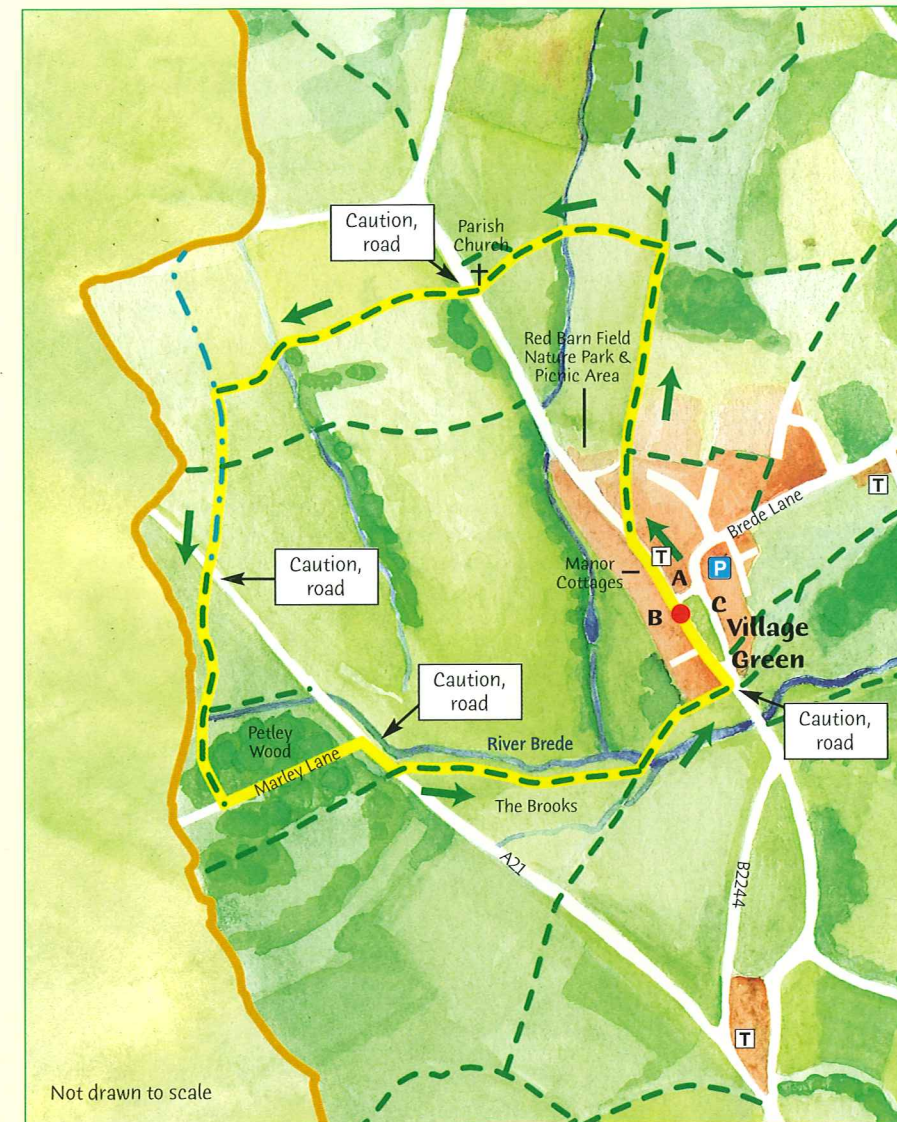 Caution,
road
Parish
Church
Red Barn Field
Nature Park &
Picnic Area
T
Brede Lane
Caution,
road
Manor
Cottages
T
P
A
B
C
Village
Green
Caution,
road
Caution,
road
Petley
Wood
Marley Lane
River Brede
The Brooks
A21
B2244
T
Not drawn to scale